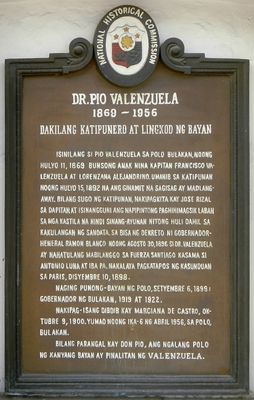 NATIONAL HISTORICAL COMMISSION
DR. PIO VALENZUELA
1869 – 1956
DAKILANG KATIPUNERO AT LINGKOD NG BAYAN
ISINILANG SI PIO VALENZUELA SA POLO BULAKAN, NOONG
HULYO 11, 1869 BUNSONG ANAK NINA KAPITAN FRANCISCO VA-
LENZUELA AT LORENZANA ALEJANDRINO. UMANIB SA KATIPUNAN
NOONG HULYO 15, 1892 NA ANG GINAMIT NA SAGISAG AY MADLANG-
AWAY. BILANG SUGO NG KATIPUNAN, NAKIPAGKITA KAY JOSE RIZAL
SA DAPITAN AT ISINANGGUNI ANG NAPIPINTONG PAGHIHIMAGSIK LABAN
SA MGA KASTILA NA HINDI SINANG-AYUNAN NITONG HULI DAHIL SA
KAKULANGAN NG SANDATA. SA BISA NG DEKRETO NI GOBERNADOR-
HENERAL RAMON BLANCO NOONG AGOSTO 30, 1896 SI DR. VALENZUELA
AY NAHATULANG MABILANGGO SA FUERZA SANTIAGO KASAMA SI
ANTONIO LUNA AT IBA PA. NAKALAYA PAGKATAPOS NG KASUNDUAN
SA PARIS, DISYEMBRE 10, 1898.
NAGING PUNONG-BAYAN NG POLO, SETYEMBRE 6, 1899;
GOBERNADOR NG BULAKAN, 1919 AT 1922.
NAKIPAG-ISANG DIBDIB KAY MARCIANA DE CASTRO, OK-
TUBRE 9, 1900. YUMAO NOONG IKA-6 NG ABRIL 1956, SA POLO,
BULAKAN.
BILANG PARANGAL KAY DON PIO, ANG NGALANG POLO
NG KANYANG BAYAN AY PINALITAN NG VALENZUELA.